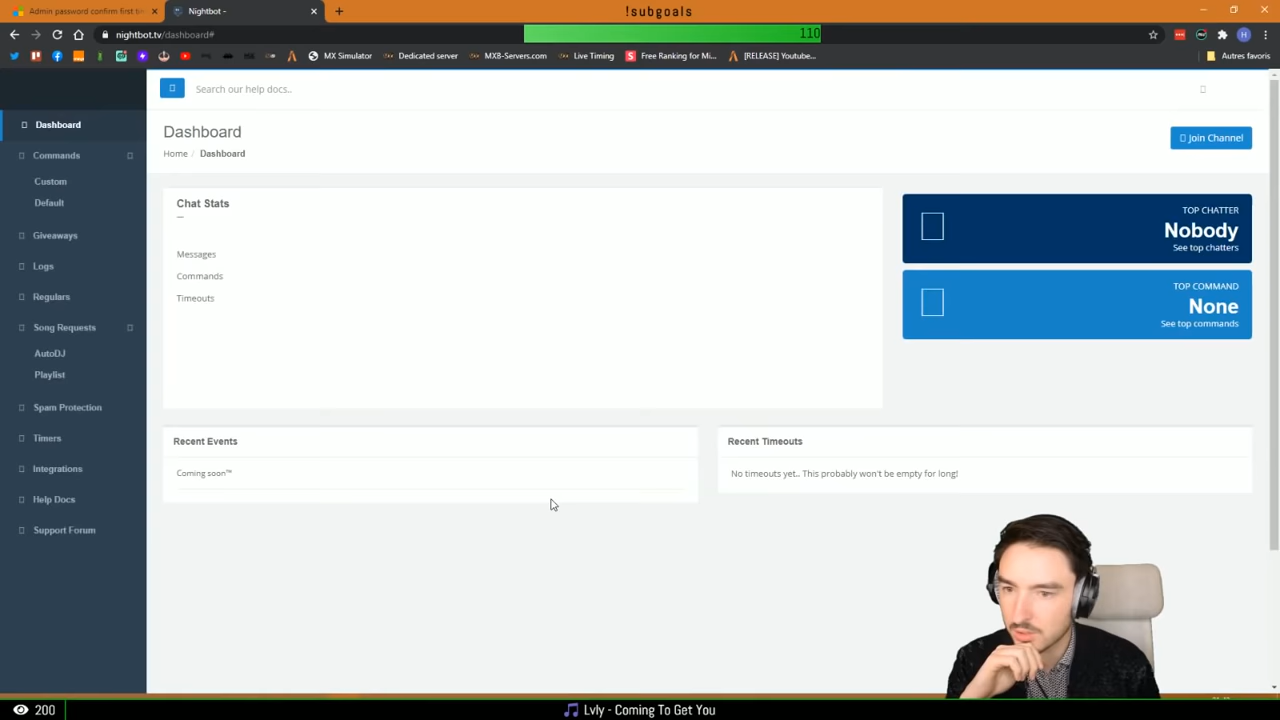 !subgoals
110
Admin password confirm first tim
Nightbot -
nightbot.tv/dashboard#
MX Simulator
Dedicated server
MXB-Servers.com
Live Timing
Free Ranking for Mi...
[RELEASE] Youtube...
Autres favoris
Search our help docs..
Dashboard
Commands
Custom
Default
Giveaways
Logs
Regulars
Song Requests
AutoDJ
Playlist
Spam Protection
Timers
Integrations
Help Docs
Support Forum
Dashboard
Home / Dashboard
Join Channel
Chat Stats
Messages
Commands
Timeouts
TOP CHATTER
Nobody
See top chatters
TOP COMMAND
None
See top commands
Recent Events
Coming soon™
Recent Timeouts
No timeouts yet.. This probably won't be empty for long!
200
Lvly - Coming To Get You